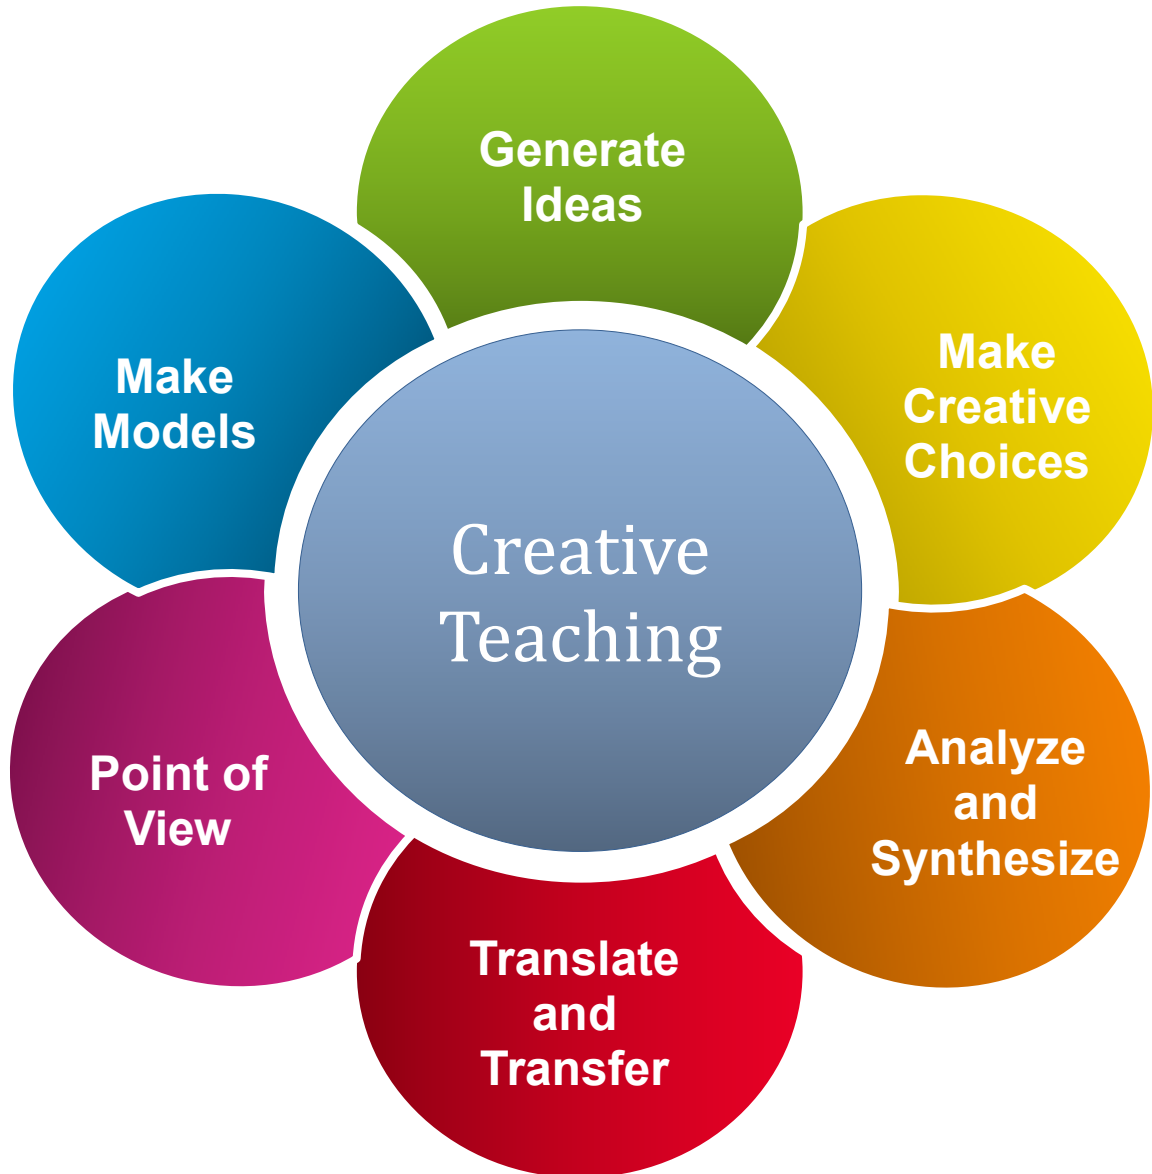 Generate
Ideas
Make
Creative
Choices
Analyze
and
Synthesize
Translate
and
Transfer
Point of
View
Make
Models
Creative
Teaching